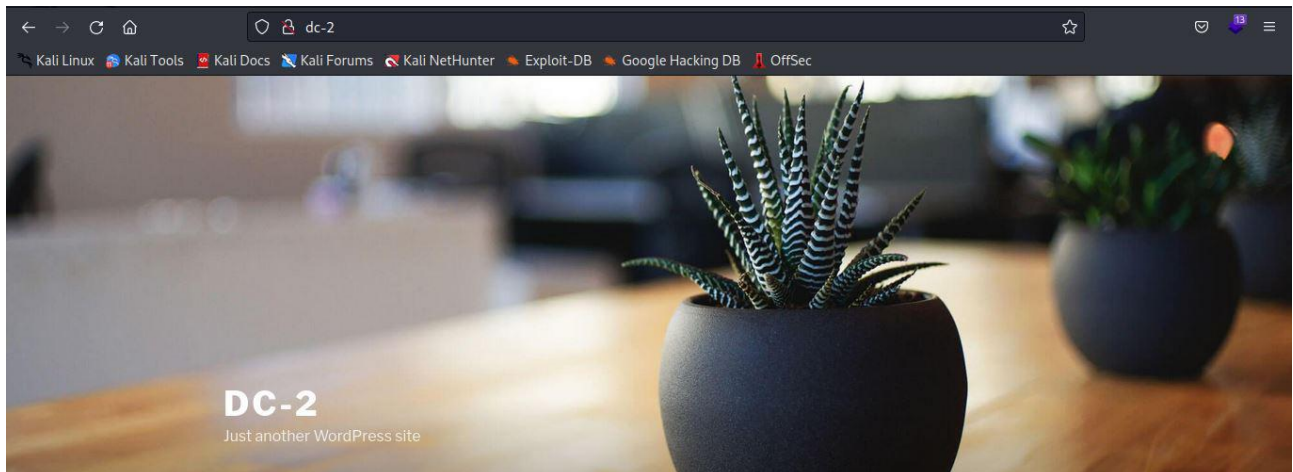 dc-2
13
Kali Linux Kali Tools Kali Docs Kali Forums Kali NetHunter Exploit-DB Google Hacking DB OffSec
DC-2
Just another WordPress site